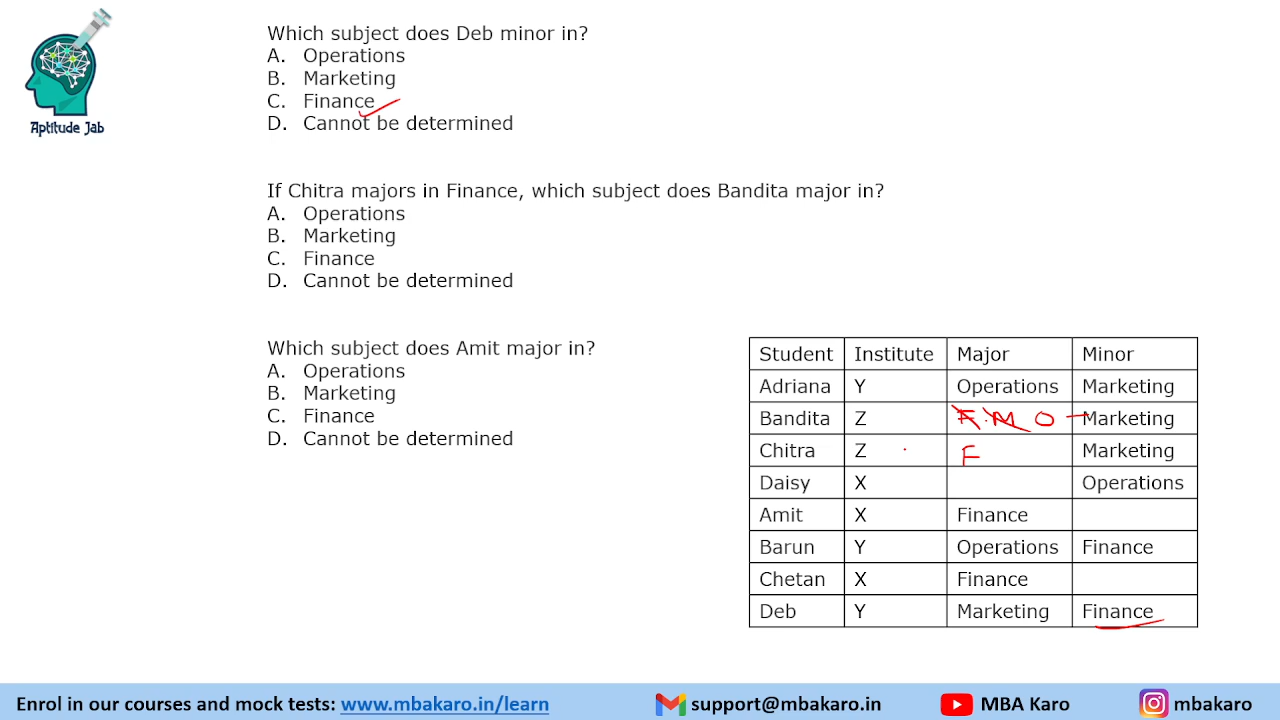 Aptitude Jab
Which subject does Deb minor in?
A. Operations
B. Marketing
C. Finance
D. Cannot be determined
If Chitra majors in Finance, which subject does Bandita major in?
A. Operations
B. Marketing
C. Finance
D. Cannot be determined
Which subject does Amit major in?
A. Operations
B. Marketing
C. Finance
D. Cannot be determined
Student Institute Major Minor
Adriana Y Operations Marketing
Bandita Z F M O Marketing
Chitra Z F Marketing
Daisy X Operations
Amit X Finance
Barun Y Operations Finance
Chetan X Finance
Deb Y Marketing Finance
Enrol in our courses and mock tests: www.mbakaro.in/learn support@mbakaro.in MBA Karo mbakaro